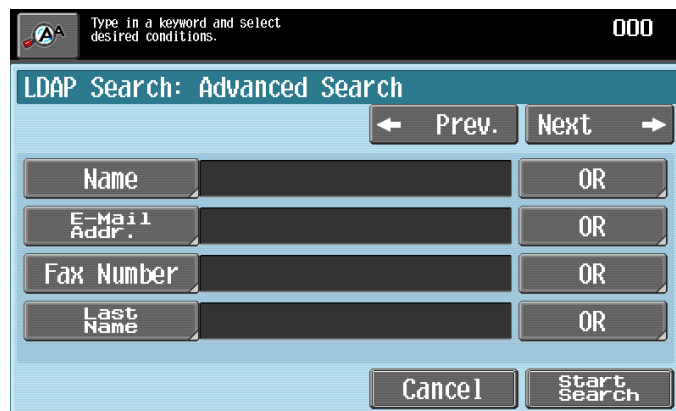 Type in a keyword and select
desired conditions.
000
LDAP Search: Advanced Search
Prev.
Next
Name
OR
E-Mail
Addr.
OR
Fax Number
OR
Last
Name
OR
Cancel
Start
Search